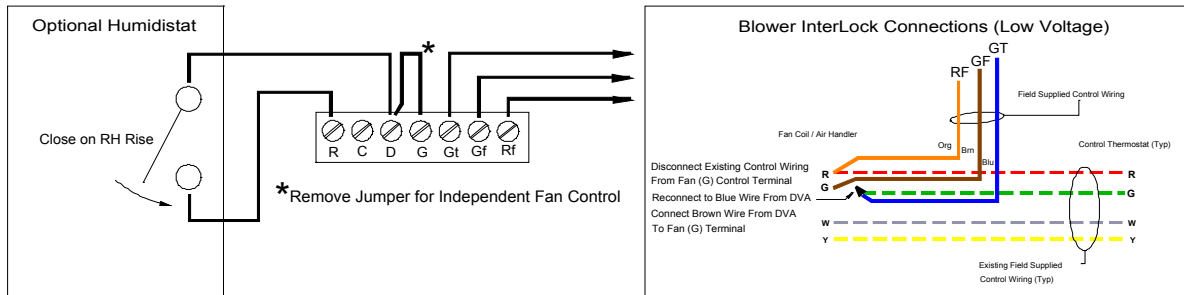 Optional Humidistat
Close on RH Rise
*
R C D G Gt Gf Rf
*Remove Jumper for Independent Fan Control
Blower InterLock Connections (Low Voltage)
GT
GF
RF
Field Supplied Control Wiring
Fan Coil / Air Handler
Org
Brn
Blu
Control Thermostat (Typ)
Disconnect Existing Control Wiring
From Fan (G) Control Terminal
Reconnect to Blue Wire From DVA
Connect Brown Wire From DVA
To Fan (G) Terminal
R R
G G
W W
Y Y
Existing Field Supplied
Control Wiring (Typ)